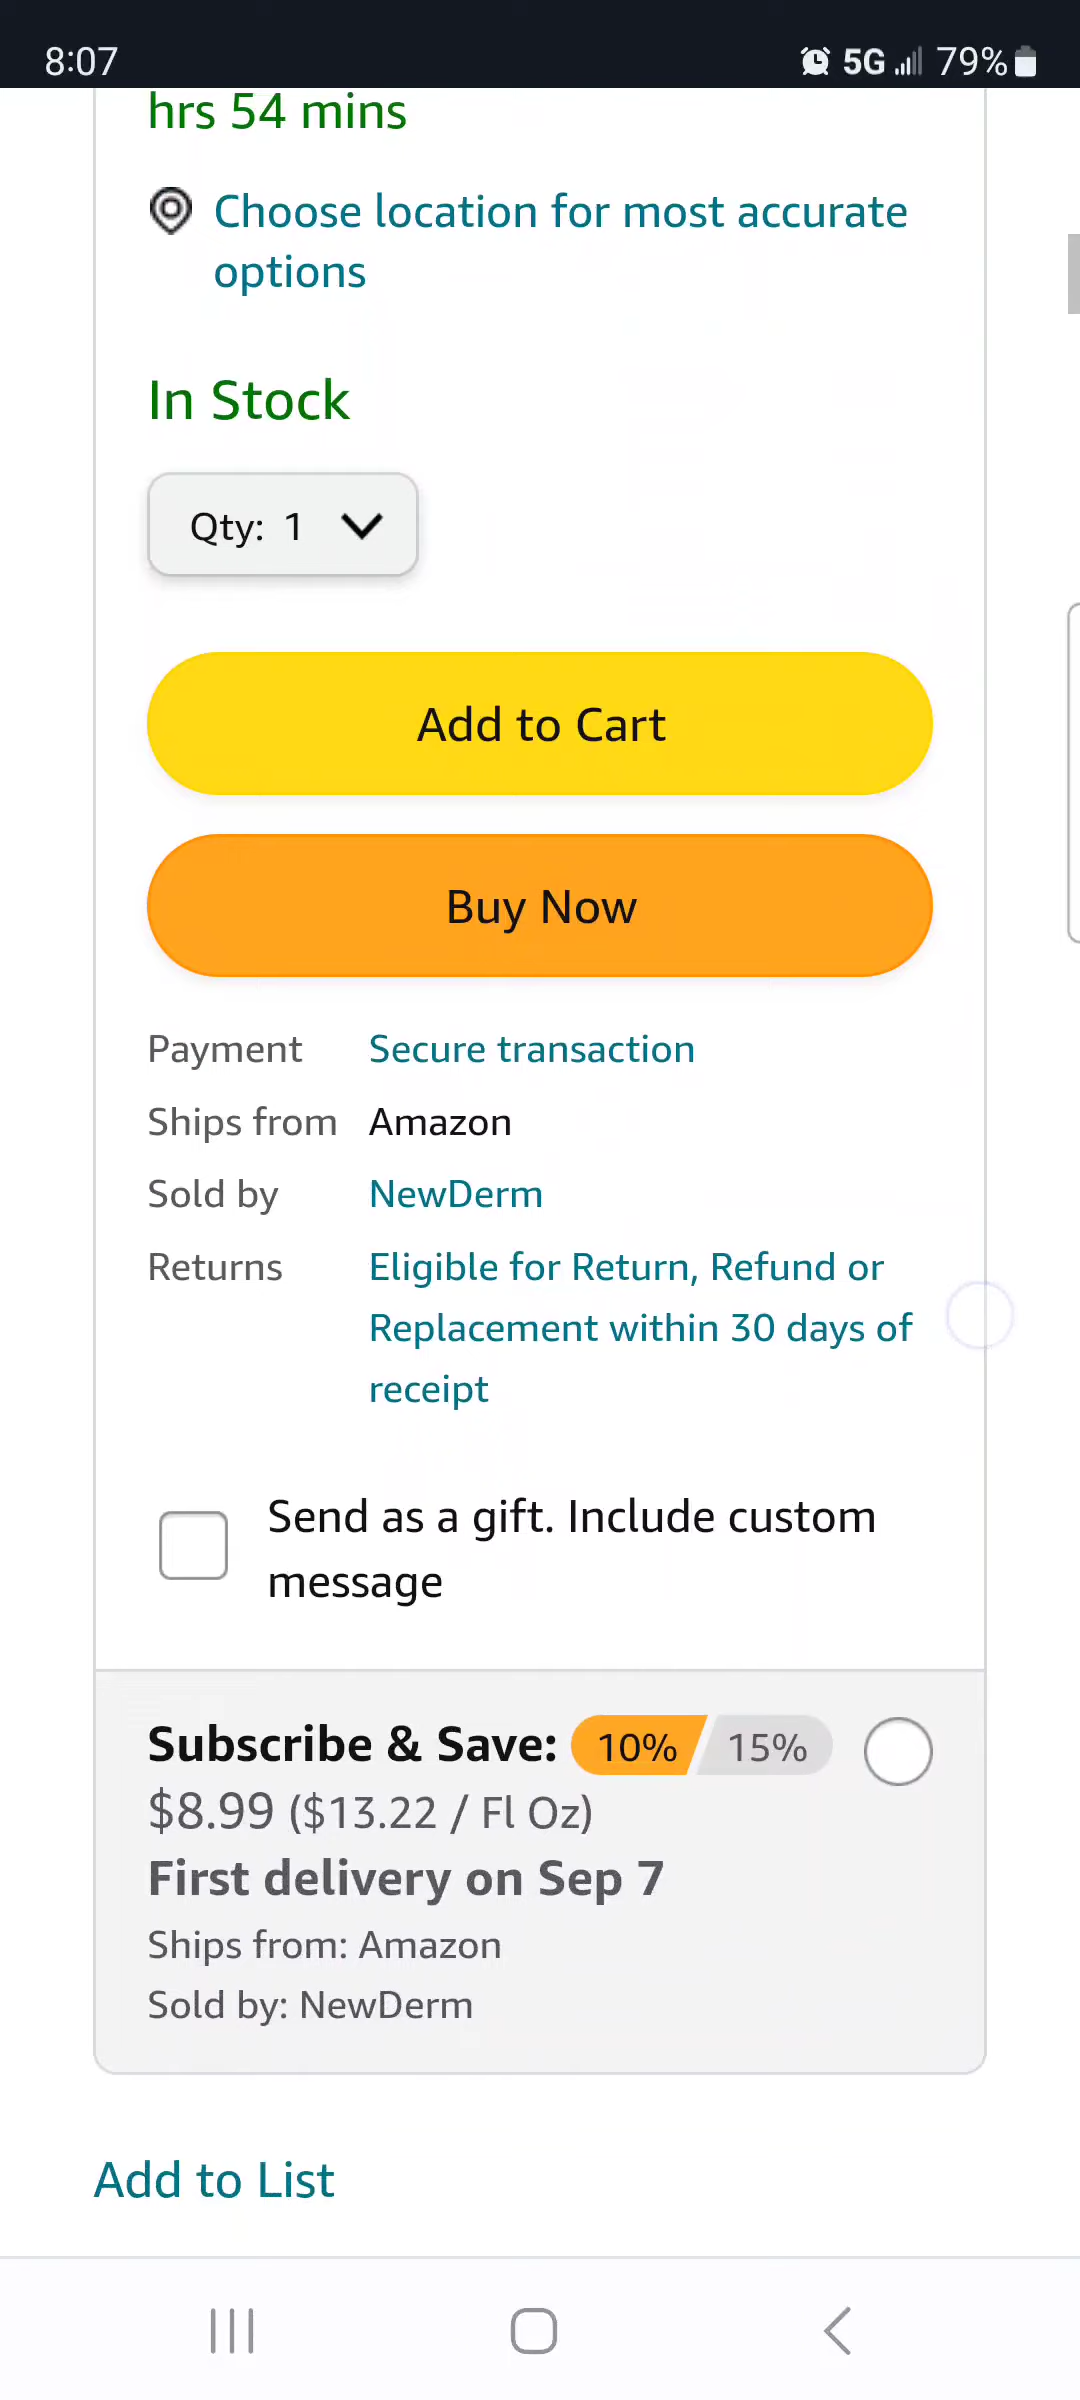 8:07 5G 79%
hrs 54 mins
Choose location for most accurate
options
In Stock
Qty: 1
Add to Cart
Buy Now
Payment Secure transaction
Ships from Amazon
Sold by NewDerm
Returns Eligible for Return, Refund or
Replacement within 30 days of
receipt
Send as a gift. Include custom
message
Subscribe & Save: 10% 15%
$8.99 ($13.22 / Fl Oz)
First delivery on Sep 7
Ships from: Amazon
Sold by: NewDerm
Add to List